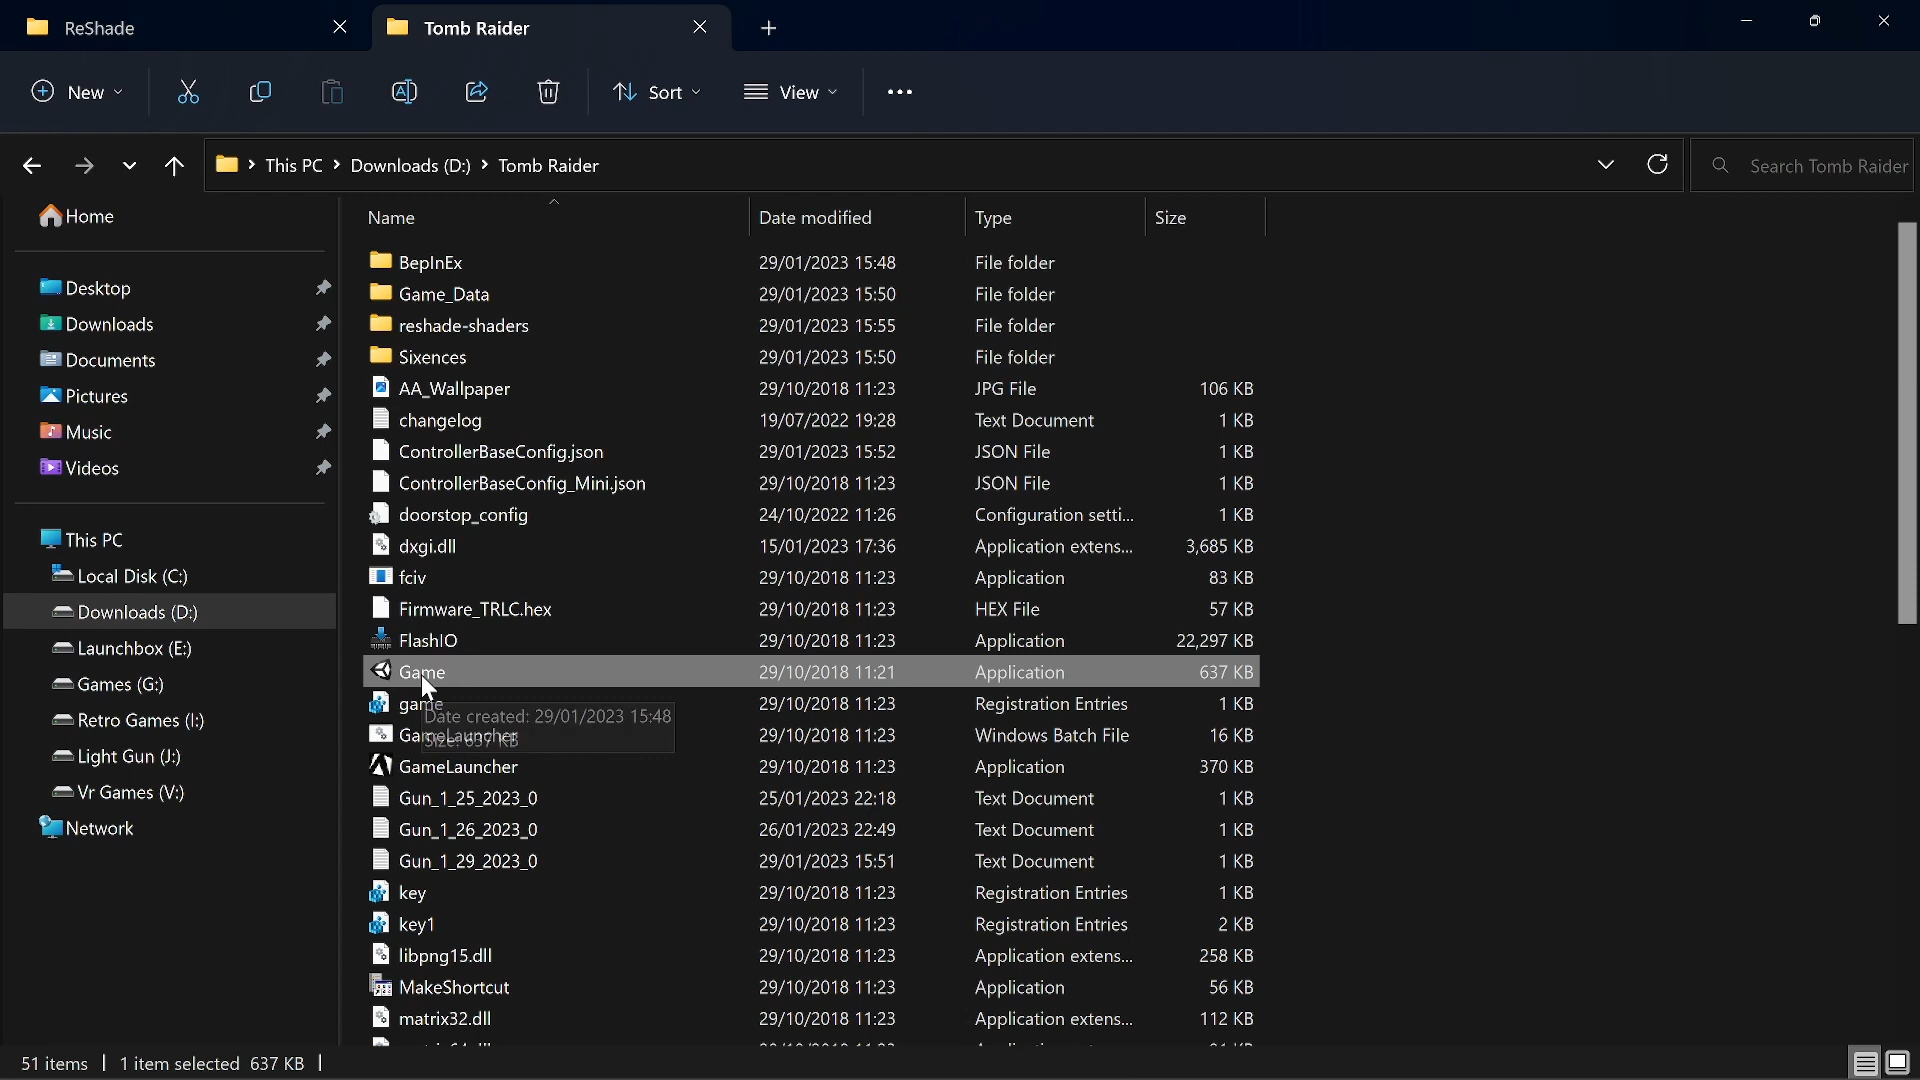 ReShade
Tomb Raider
New
Sort
View
This PC > Downloads (D:) > Tomb Raider
Search Tomb Raider
Home
Desktop
Downloads
Documents
Pictures
Music
Videos
This PC
Local Disk (C:)
Downloads (D:)
Launchbox (E:)
Games (G:)
Retro Games (I:)
Light Gun (J:)
Vr Games (V:)
Network
Name Date modified Type Size
BepInEx 29/01/2023 15:48 File folder
Game_Data 29/01/2023 15:50 File folder
reshade-shaders 29/01/2023 15:55 File folder
Sixences 29/01/2023 15:50 File folder
AA_Wallpaper 29/10/2018 11:23 JPG File 106 KB
changelog 19/07/2022 19:28 Text Document 1 KB
ControllerBaseConfig.json 29/01/2023 15:52 JSON File 1 KB
ControllerBaseConfig_Mini.json 29/10/2018 11:23 JSON File 1 KB
doorstop_config 24/10/2022 11:26 Configuration setti... 1 KB
dxgi.dll 15/01/2023 17:36 Application extens... 3,685 KB
fciv 29/10/2018 11:23 Application 83 KB
Firmware_TRLC.hex 29/10/2018 11:23 HEX File 57 KB
FlashIO 29/10/2018 11:23 Application 22,297 KB
Game 29/10/2018 11:21 Application 637 KB
game 29/10/2018 11:23 Registration Entries 1 KB
Date created: 29/01/2023 15:48
Size: 637 KB
GameLauncher 29/10/2018 11:23 Windows Batch File 16 KB
GameLauncher 29/10/2018 11:23 Application 370 KB
Gun_1_25_2023_0 25/01/2023 22:18 Text Document 1 KB
Gun_1_26_2023_0 26/01/2023 22:49 Text Document 1 KB
Gun_1_29_2023_0 29/01/2023 15:51 Text Document 1 KB
key 29/10/2018 11:23 Registration Entries 1 KB
key1 29/10/2018 11:23 Registration Entries 2 KB
libpng15.dll 29/10/2018 11:23 Application extens... 258 KB
MakeShortcut 29/10/2018 11:23 Application 56 KB
matrix32.dll 29/10/2018 11:23 Application extens... 112 KB
51 items | 1 item selected 637 KB |